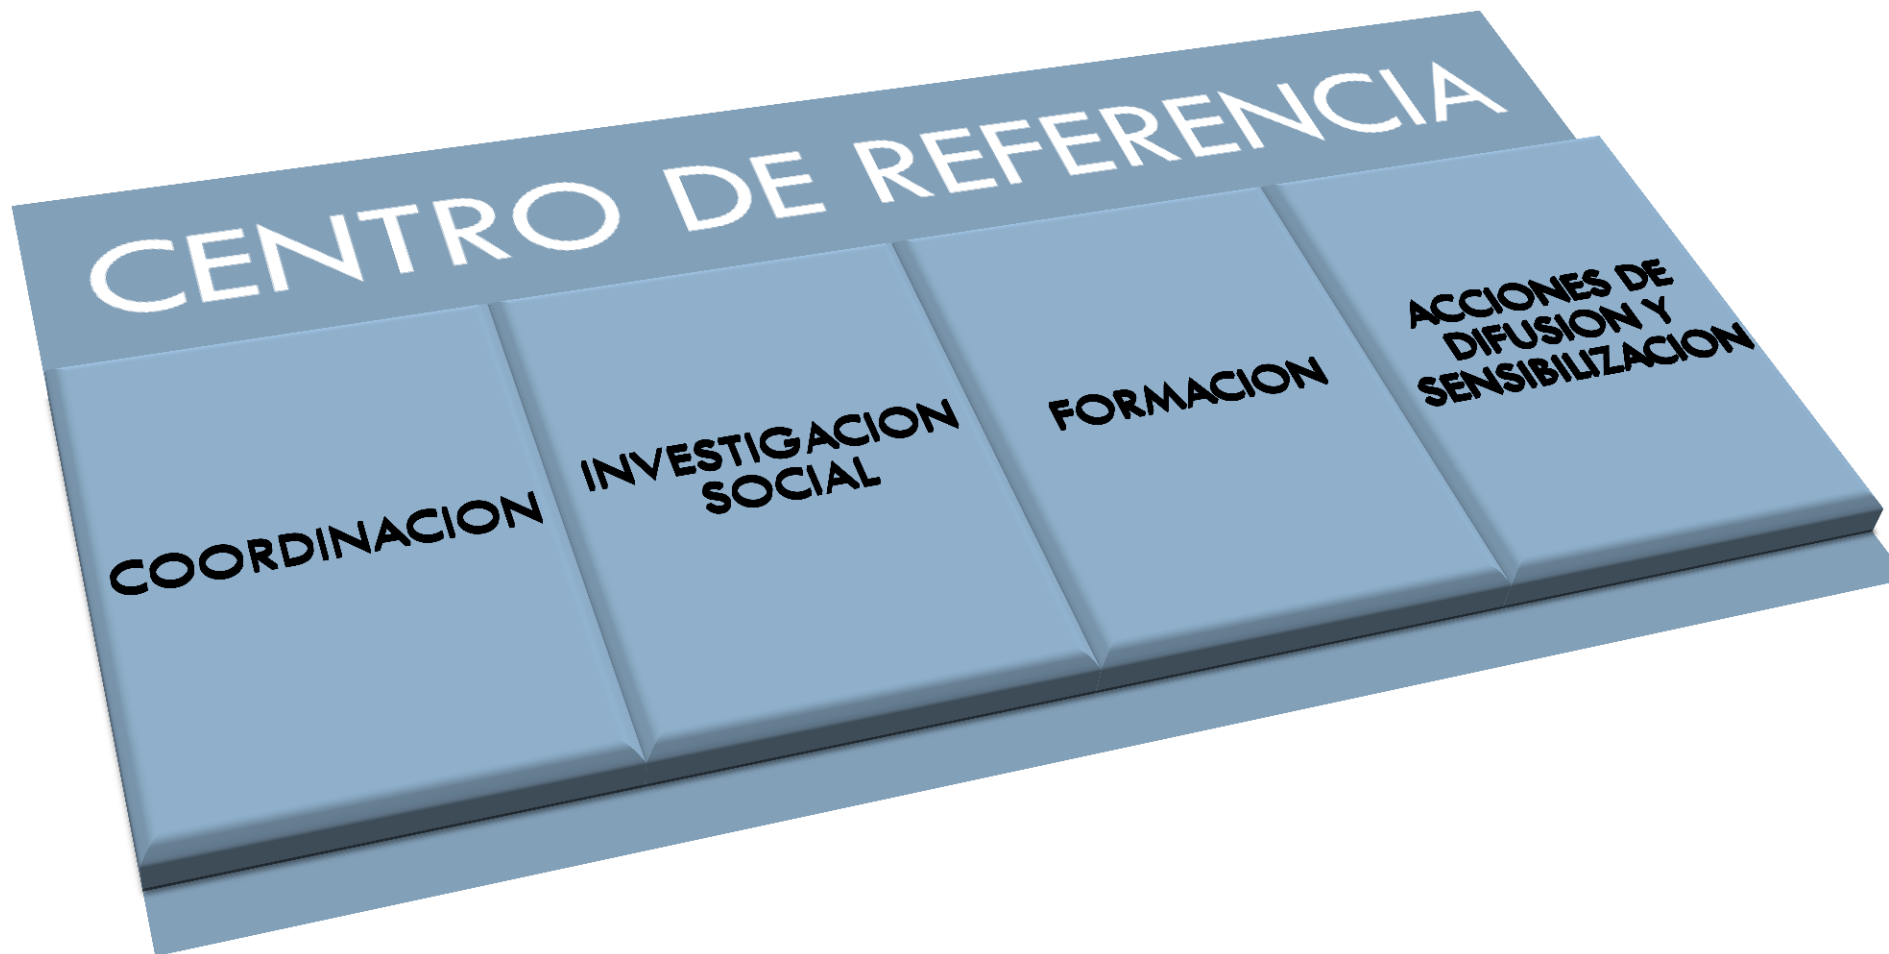 CENTRO DE REFERENCIA
COORDINACION
INVESTIGACION
SOCIAL
FORMACION
ACCIONES DE
DIFUSION Y
SENSIBILIZACION